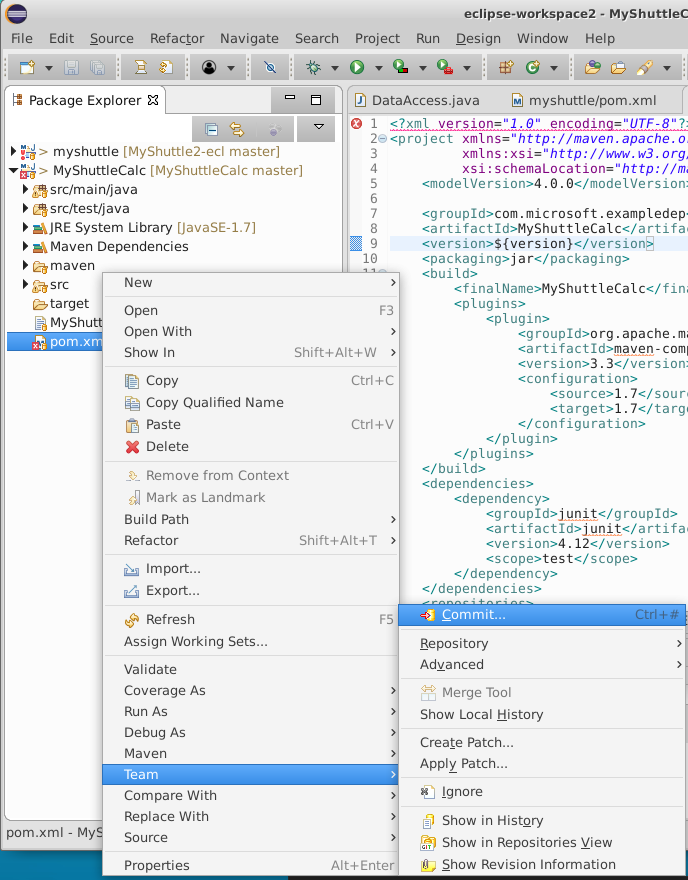 eclipse-workspace2 - MyShuttleC
File Edit Source Refactor Navigate Search Project Run Design Window Help
Package Explorer
DataAccess.java
myshuttle/pom.xml
> myshuttle [MyShuttle2-ecl master]
> MyShuttleCalc [MyShuttleCalc master]
src/main/java
src/test/java
JRE System Library [JavaSE-1.7]
Maven Dependencies
maven
src
target
MyShutt
pom.xm
1 <?xml version="1.0" encoding="UTF-8"?>
2 <project xmlns="http://maven.apache.o
3 xmlns:xsi="http://www.w3.org/
4 xsi:schemaLocation="http://ma
5 <modelVersion>4.0.0</modelVersion>
6
7 <groupId>com.microsoft.exampledep
8 <artifactId>MyShuttleCalc</artifac
9 <version>${version}</version>
10 <packaging>jar</packaging>
11 <build>
<finalName>MyShuttleCalc</fina
<plugins>
<plugin>
<groupId>org.apache.ma
<artifactId>maven-comp
<version>3.3</version>
<configuration>
<source>1.7</sourc
<target>1.7</targe
</configuration>
</plugin>
</plugins>
</build>
<dependencies>
<dependency>
<groupId>junit</groupId>
<artifactId>junit</artifac
<version>4.12</version>
<scope>test</scope>
</dependency>
</dependencies>
<repositories>
New
Open F3
Open With
Show In Shift+Alt+W
Copy Ctrl+C
Copy Qualified Name
Paste Ctrl+V
Delete
Remove from Context
Mark as Landmark
Build Path
Refactor Shift+Alt+T
Import...
Export...
Refresh F5
Assign Working Sets...
Validate
Coverage As
Run As
Debug As
Maven
Team
Compare With
Replace With
Source
Properties Alt+Enter
Commit... Ctrl+#
Repository
Advanced
Merge Tool
Show Local History
Create Patch...
Apply Patch...
Ignore
Show in History
Show in Repositories View
Show Revision Information
pom.xml - MyS